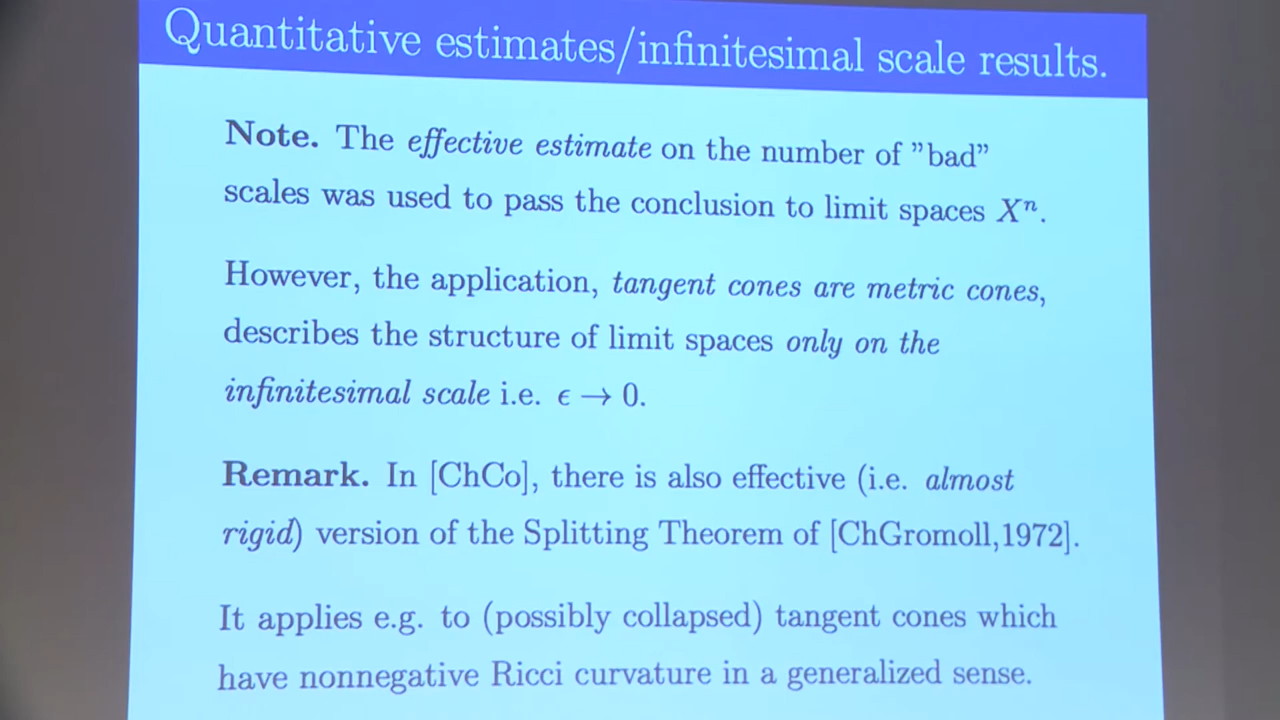 Quantitative estimates/infinitesimal scale results.
Note. The effective estimate on the number of ”bad”
scales was used to pass the conclusion to limit spaces Xⁿ.
However, the application, tangent cones are metric cones,
describes the structure of limit spaces only on the
infinitesimal scale i.e. ϵ → 0.
Remark. In [ChCo], there is also effective (i.e. almost
rigid) version of the Splitting Theorem of [ChGromoll,1972].
It applies e.g. to (possibly collapsed) tangent cones which
have nonnegative Ricci curvature in a generalized sense.